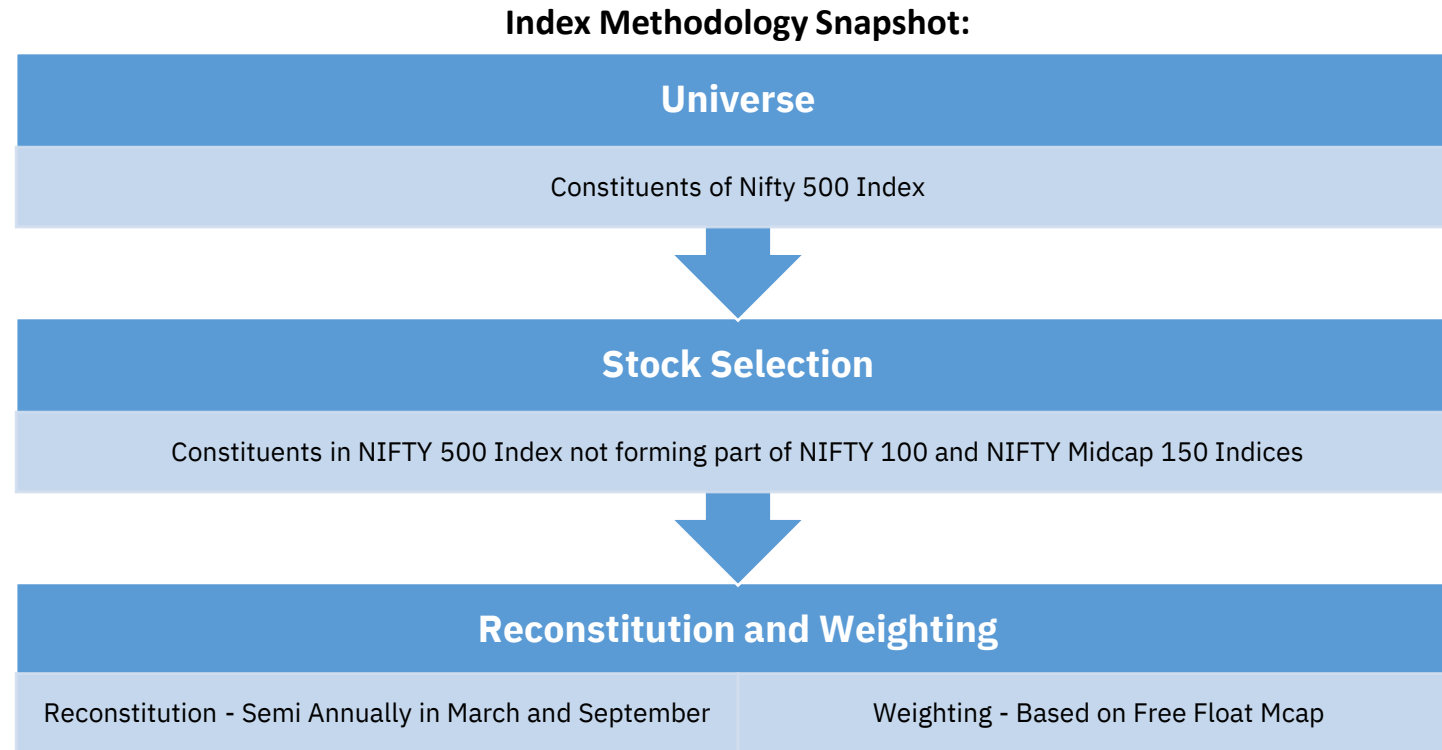 Index Methodology Snapshot:
Universe
Constituents of Nifty 500 Index
Stock Selection
Constituents in NIFTY 500 Index not forming part of NIFTY 100 and NIFTY Midcap 150 Indices
Reconstitution and Weighting
Reconstitution - Semi Annually in March and September
Weighting - Based on Free Float Mcap